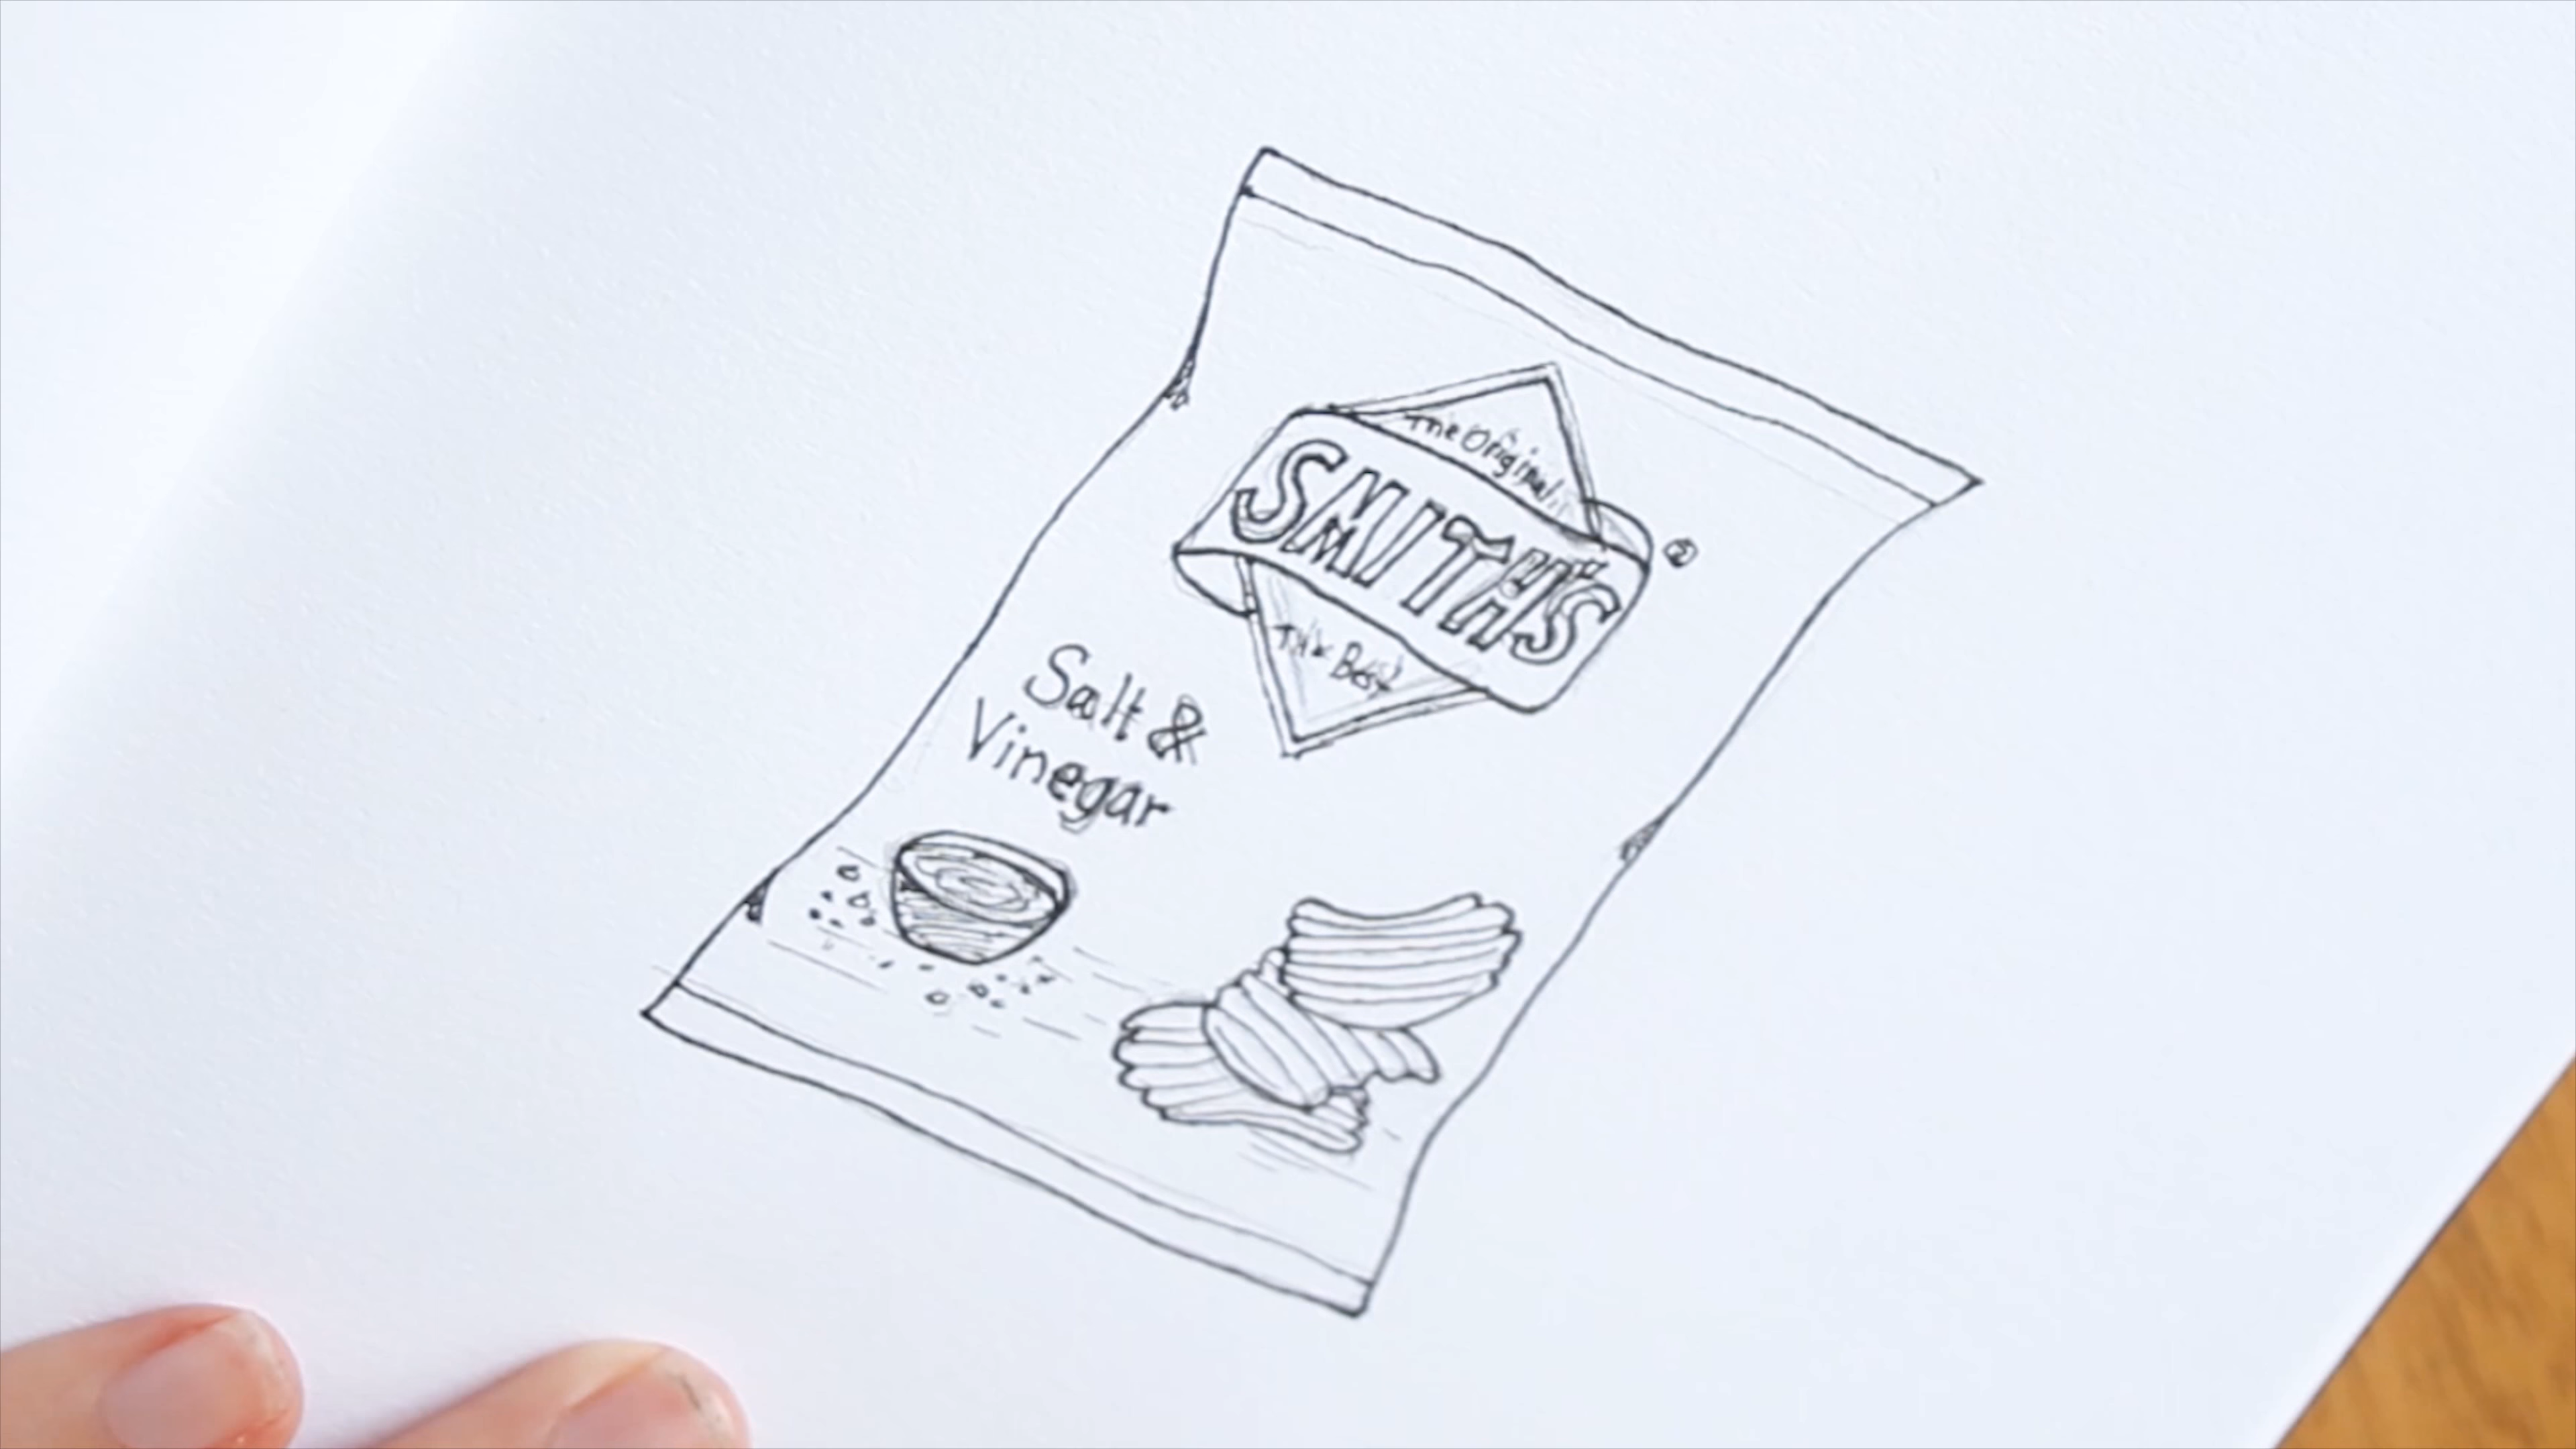 The Original
SMITH'S
®
The Best
Salt &
Vinegar